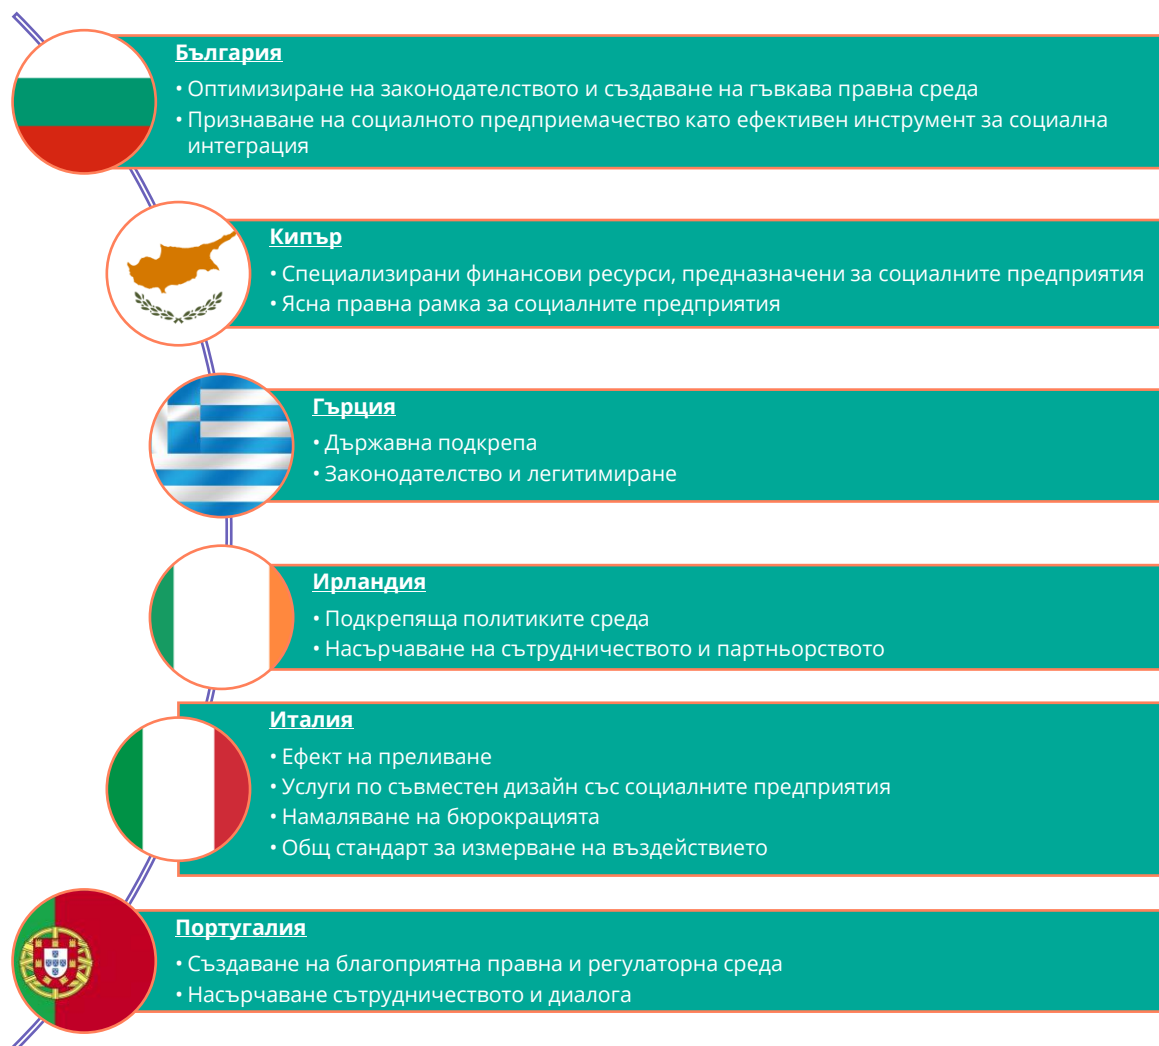 България
• Оптимизиране на законодателството и създаване на гъвкава правна среда
• Признаване на социалното предприемачество като ефективен инструмент за социална
интеграция
Кипър
• Специализирани финансови ресурси, предназначени за социалните предприятия
• Ясна правна рамка за социалните предприятия
Гърция
• Държавна подкрепа
• Законодателство и легитимиране
Ирландия
• Подкрепяща политиките среда
• Насърчаване на сътрудничеството и партньорството
Италия
• Ефект на преливане
• Услуги по съвместен дизайн със социалните предприятия
• Намаляване на бюрокрацията
• Общ стандарт за измерване на въздействието
Португалия
• Създаване на благоприятна правна и регулаторна среда
• Насърчаване сътрудничеството и диалога